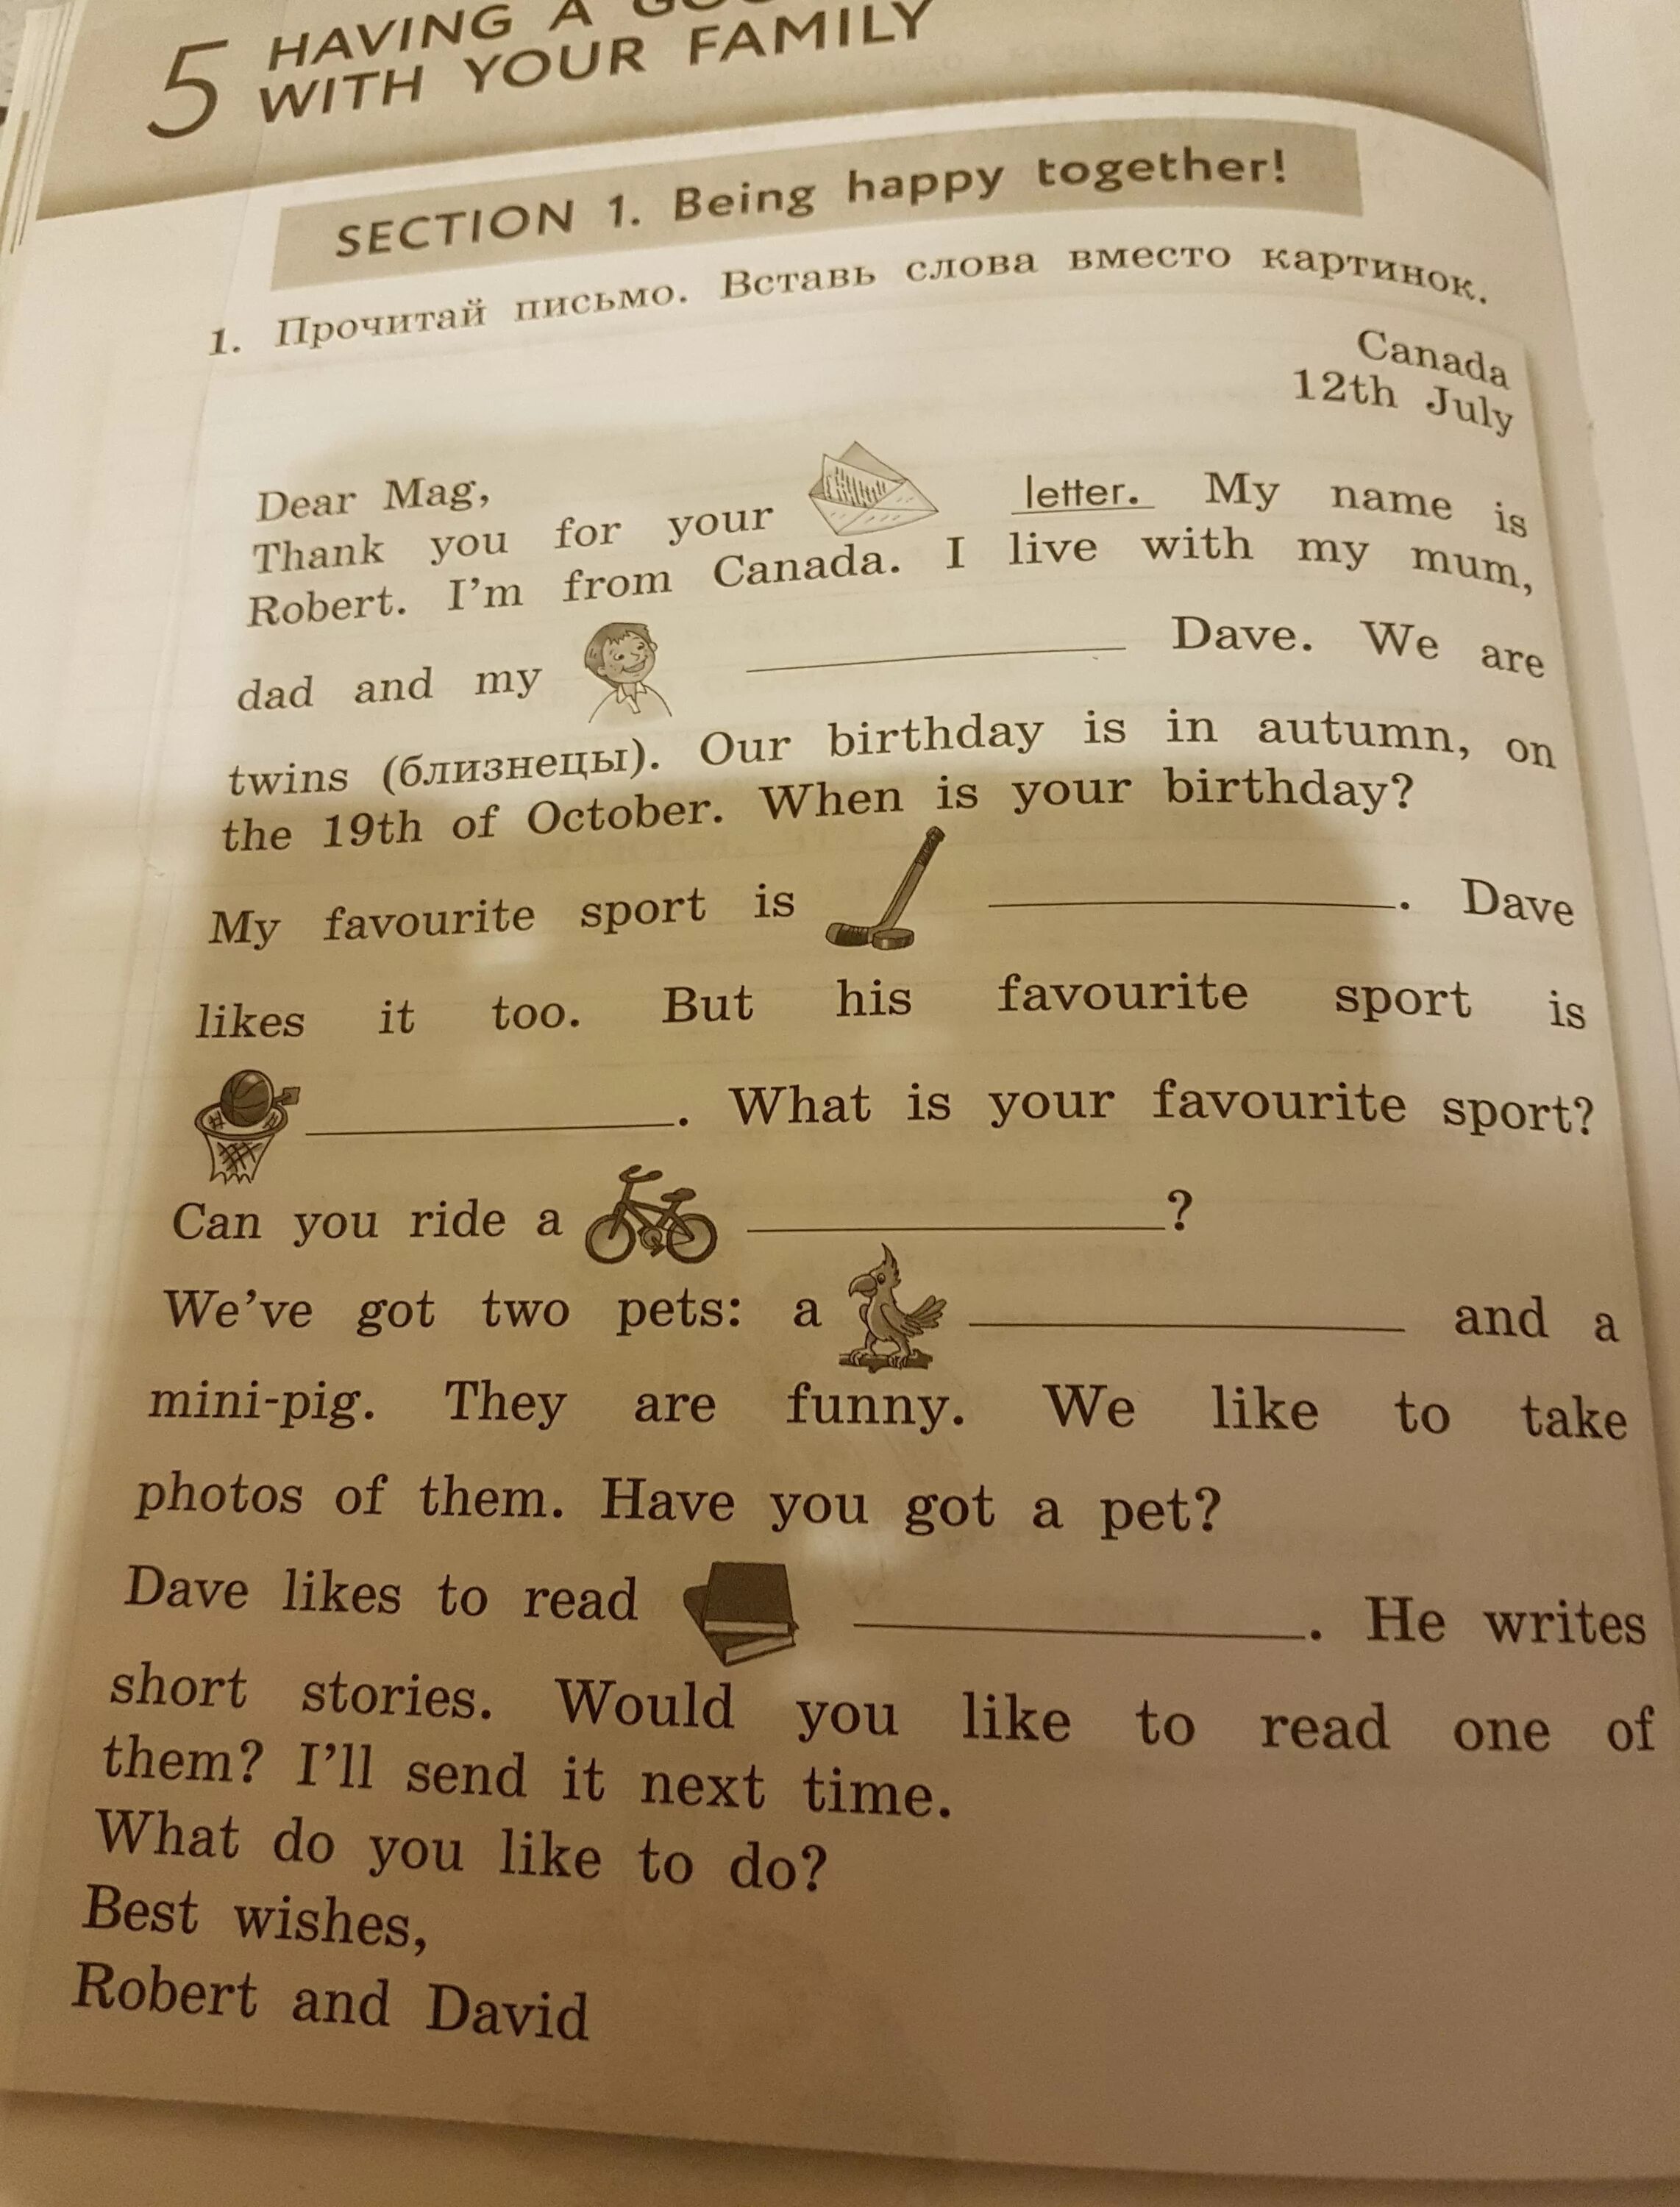 5 HAVING A
WITH YOUR FAMILY
SECTION 1. Being happy together!
1. Прочитай письмо. Вставь слова вместо картинок.
Canada
12th July
Dear Mag,
Thank you for your letter. My name is
Robert. I'm from Canada. I live with my mum,
dad and my ____ Dave. We are
twins (близнецы). Our birthday is in autumn, on
the 19th of October. When is your birthday?
My favourite sport is ____. Dave
likes it too. But his favourite sport is
____. What is your favourite sport?
Can you ride a ____?
We've got two pets: a ____ and a
mini-pig. They are funny. We like to take
photos of them. Have you got a pet?
Dave likes to read ____. He writes
short stories. Would you like to read one of
them? I'll send it next time.
What do you like to do?
Best wishes,
Robert and David